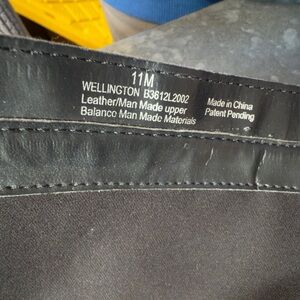 11M
WELLINGTON B3612L2002
Leather/Man Made upper
Balance Man Made Materials
Made in China
Patent Pending